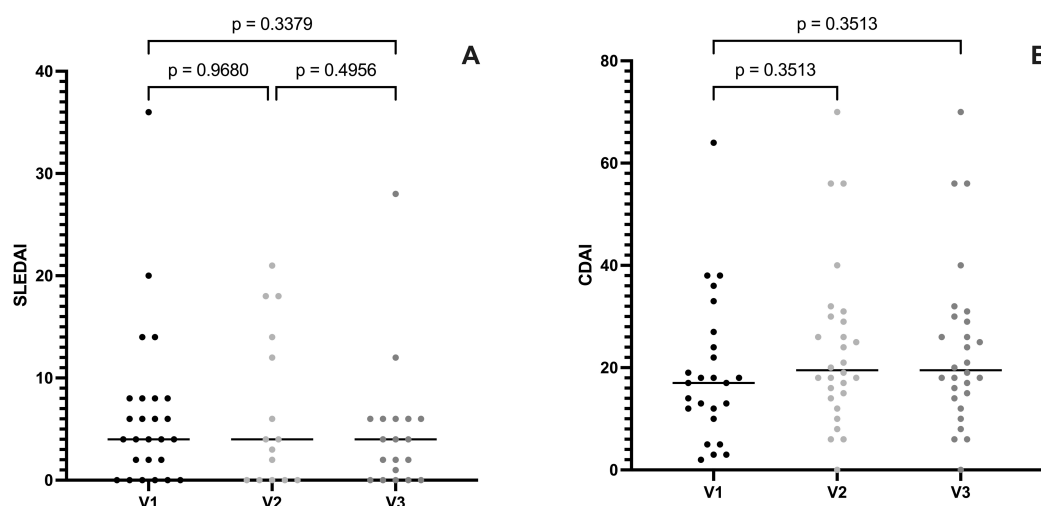 p = 0.3379
A
p = 0.9680
p = 0.4956
40
30
20
10
0
SLEDAI
V1
V2
V3
p = 0.3513
p = 0.3513
80
60
40
20
0
CDAI
V1
V2
V3